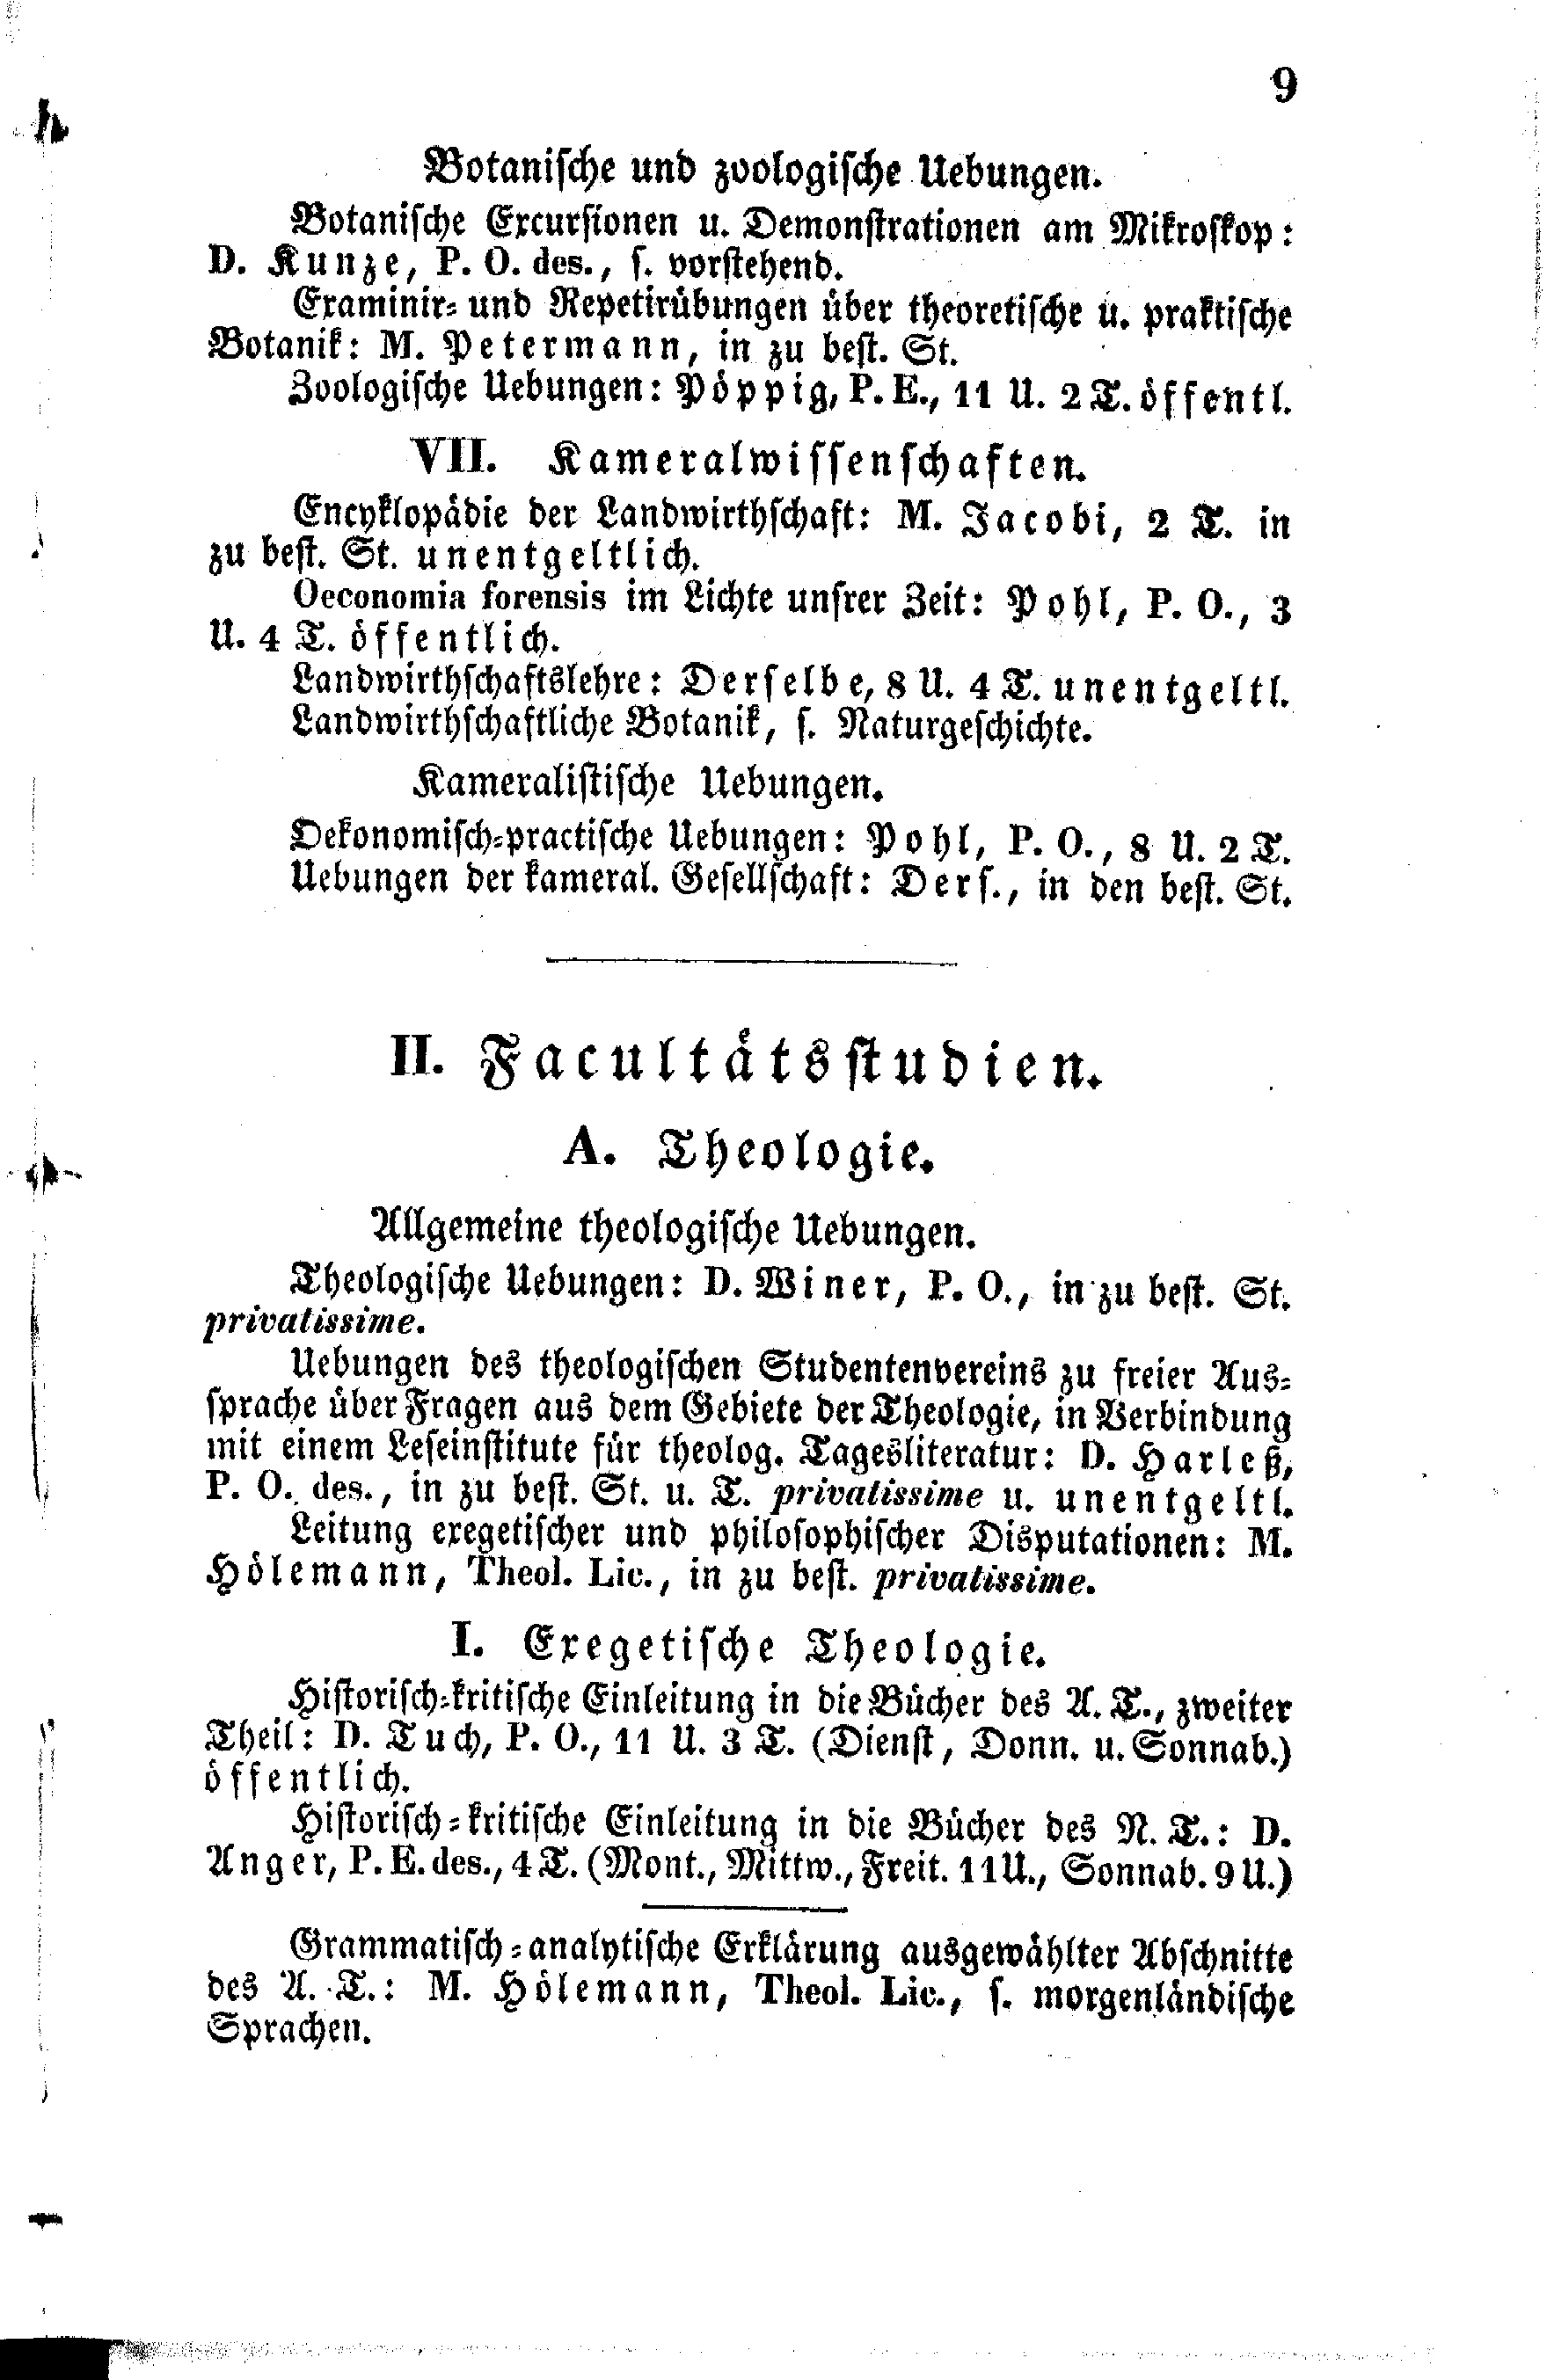 9
Botanische und zoologische Uebungen.
Botanische Excursionen u. Demonstrationen am Mikroskop:
D. Kunze, P. O. des., s. vorstehend.
Examinir- und Repetirübungen über theoretische u. praktische
Botanik: M. Petermann, in zu best. St.
Zoologische Uebungen: Pöppig, P. E., 11 U. 2 T. öffentl.
VII. Kameralwissenschaften.
Encyklopädie der Landwirthschaft: M. Jacobi, 2 T. in
zu best. St. unentgeltlich.
Oeconomia forensis im Lichte unsrer Zeit: Pohl, P. O., 3
U. 4 T. öffentlich.
Landwirthschaftslehre: Derselbe, 8 U. 4 T. unentgeltl.
Landwirthschaftliche Botanik, s. Naturgeschichte.
Kameralistische Uebungen.
Oekonomisch-practische Uebungen: Pohl, P. O., 8 U. 2 T.
Uebungen der kameral. Gesellschaft: Ders., in den best. St.
II. Facultätsstudien.
A. Theologie.
Allgemeine theologische Uebungen.
Theologische Uebungen: D. Winer, P. O., in zu best. St.
privatissime.
Uebungen des theologischen Studentenvereins zu freier Aus-
sprache über Fragen aus dem Gebiete der Theologie, in Verbindung
mit einem Leseinstitute für theolog. Tagesliteratur: D. Harleß,
P. O. des., in zu best. St. u. T. privatissime u. unentgeltl.
Leitung exegetischer und philosophischer Disputationen: M.
Hölemann, Theol. Lic., in zu best. privatissime.
I. Exegetische Theologie.
Historisch-kritische Einleitung in die Bücher des A. T., zweiter
Theil: D. Tuch, P. O., 11 U. 3 T. (Dienst, Donn. u. Sonnab.)
öffentlich.
Historisch-kritische Einleitung in die Bücher des N. T.: D.
Anger, P. E. des., 4 T. (Mont., Mittw., Freit. 11 U., Sonnab. 9 U.)
Grammatisch-analytische Erklärung ausgewählter Abschnitte
des A. T.: M. Hölemann, Theol. Lic., s. morgenländische
Sprachen.